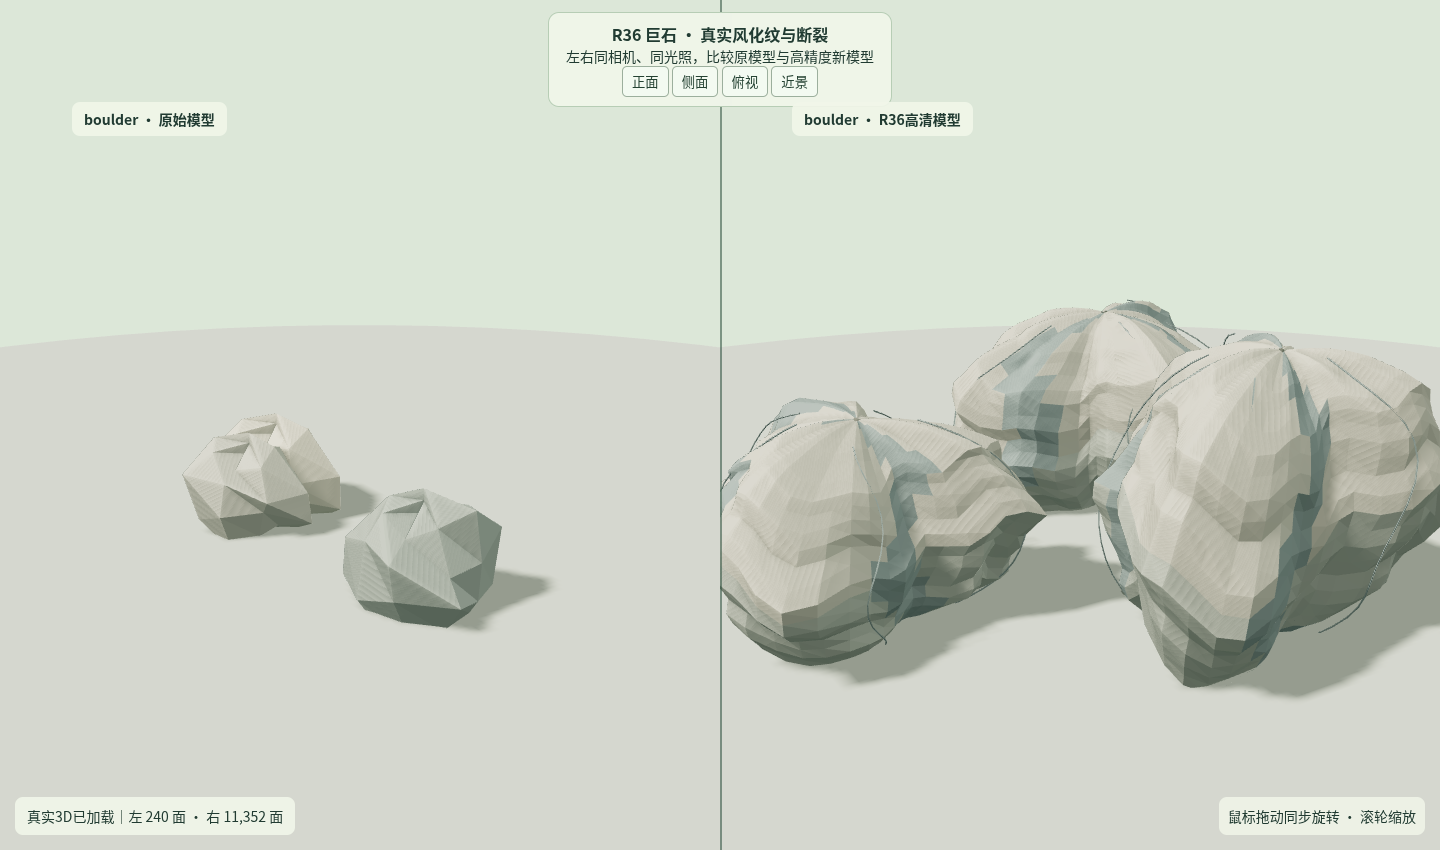 R36 巨石 · 真实风化纹与断裂
左右同相机、同光照，比较原模型与高精度新模型
正面 侧面 俯视 近景
boulder · 原始模型
boulder · R36高清模型
真实3D已加载｜左 240 面 · 右 11,352 面
鼠标拖动同步旋转 · 滚轮缩放